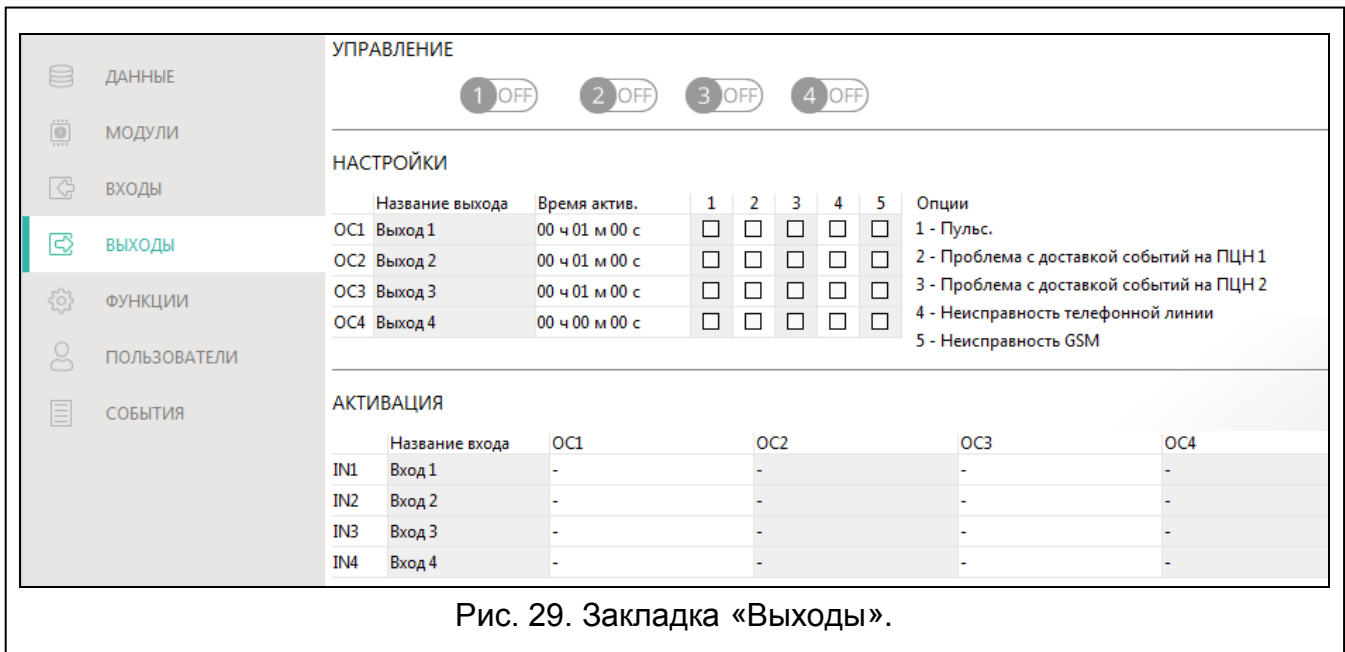 ДАННЫЕ
МОДУЛИ
ВХОДЫ
ВЫХОДЫ
ФУНКЦИИ
ПОЛЬЗОВАТЕЛИ
СОБЫТИЯ
УПРАВЛЕНИЕ
1 OFF 2 OFF 3 OFF 4 OFF
НАСТРОЙКИ
Название выхода Время актив. 1 2 3 4 5 Опции
OC1 Выход 1 00 ч 01 м 00 с
OC2 Выход 2 00 ч 01 м 00 с
OC3 Выход 3 00 ч 01 м 00 с
OC4 Выход 4 00 ч 00 м 00 с
1 - Пульс.
2 - Проблема с доставкой событий на ПЦН 1
3 - Проблема с доставкой событий на ПЦН 2
4 - Неисправность телефонной линии
5 - Неисправность GSM
АКТИВАЦИЯ
Название входа OC1 OC2 OC3 OC4
IN1 Вход 1 - - - -
IN2 Вход 2 - - - -
IN3 Вход 3 - - - -
IN4 Вход 4 - - - -
Рис. 29. Закладка «Выходы».